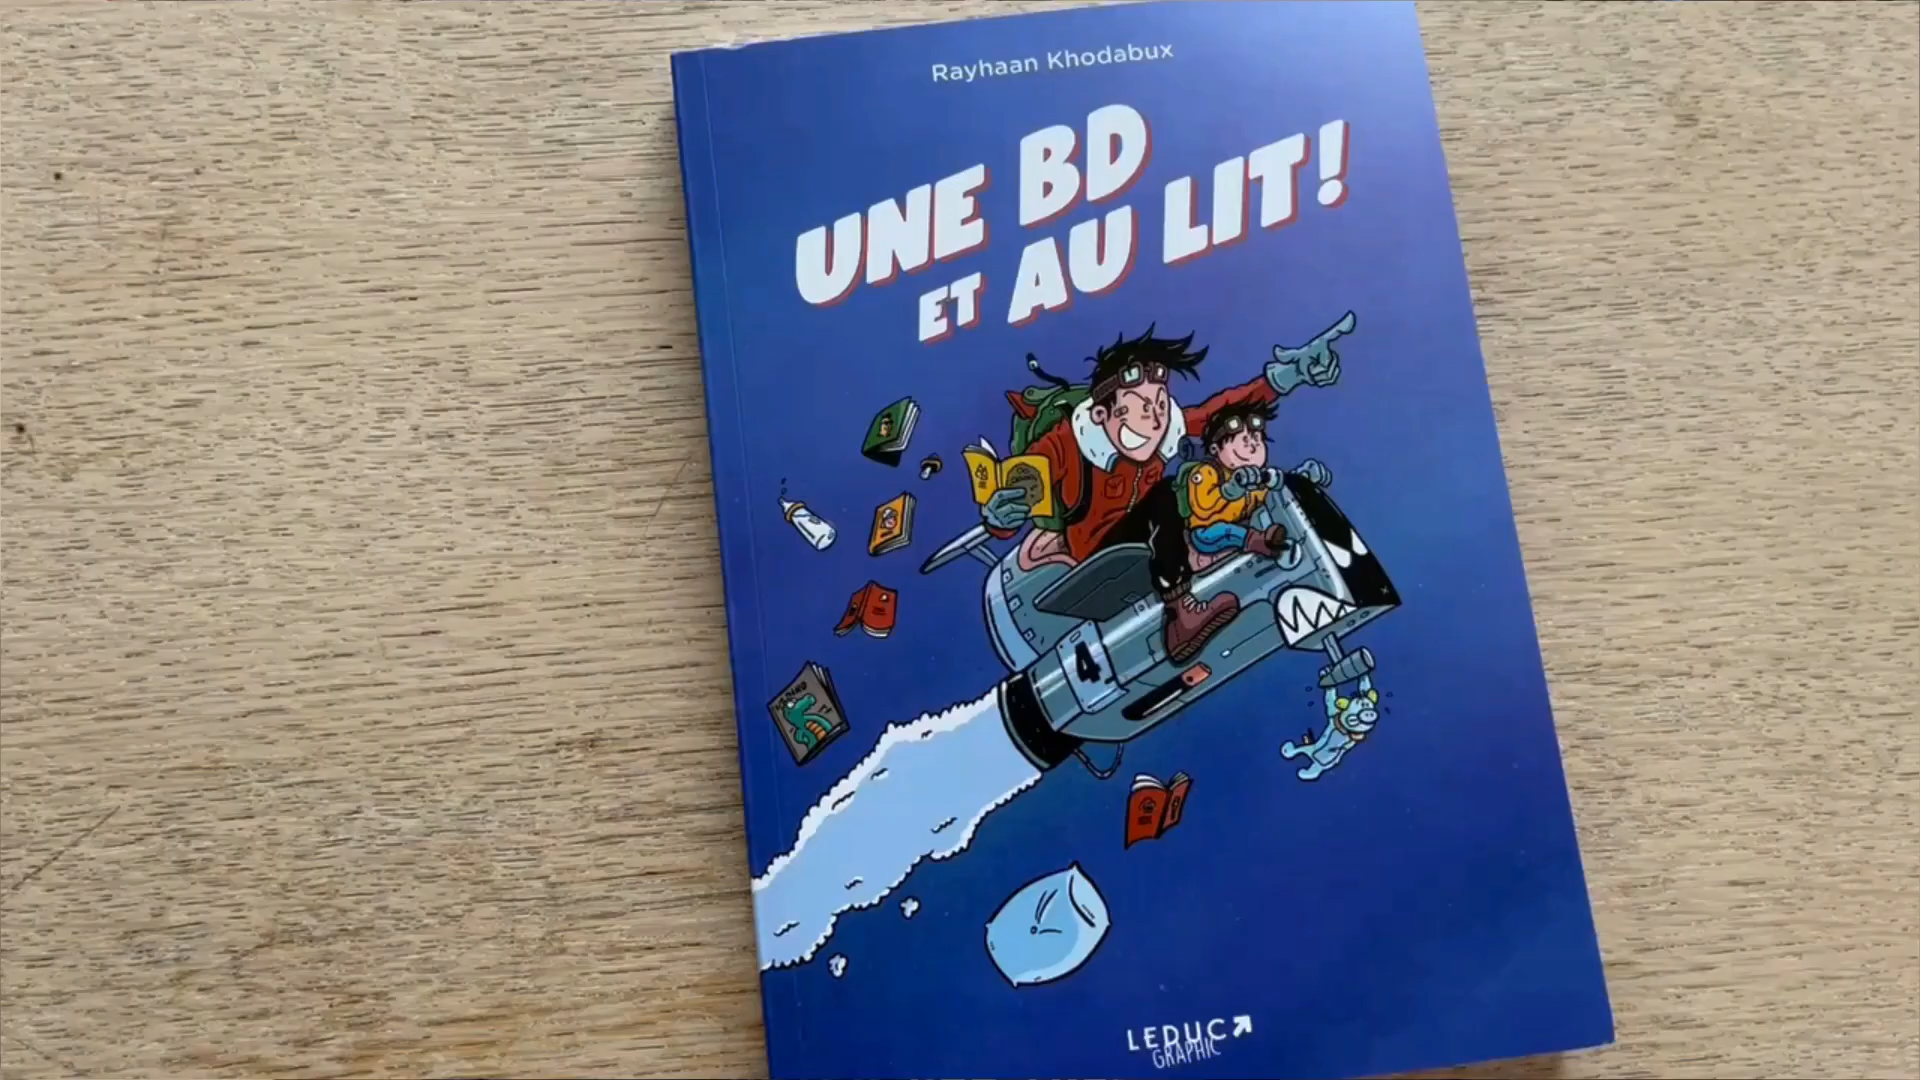 Rayhaan Khodabux
UNE BD
ET AU LIT!
4
LEDUC
GRAPHIC